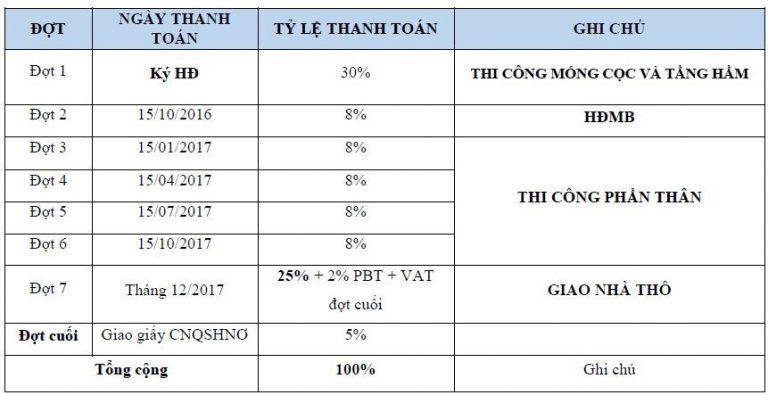 ĐỢT
NGÀY THANH
TOÁN
TỶ LỆ THANH TOÁN
GHI CHÚ
Đợt 1
Ký HĐ
30%
THI CÔNG MÓNG CỌC VÀ TẦNG HẦM
Đợt 2
15/10/2016
8%
HĐMB
Đợt 3
15/01/2017
8%
THI CÔNG PHẦN THÂN
Đợt 4
15/04/2017
8%
Đợt 5
15/07/2017
8%
Đợt 6
15/10/2017
8%
Đợt 7
Tháng 12/2017
25% + 2% PBT + VAT
đợt cuối
GIAO NHÀ THÔ
Đợt cuối
Giao giấy CNQSHNƠ
5%
Tổng cộng
100%
Ghi chú